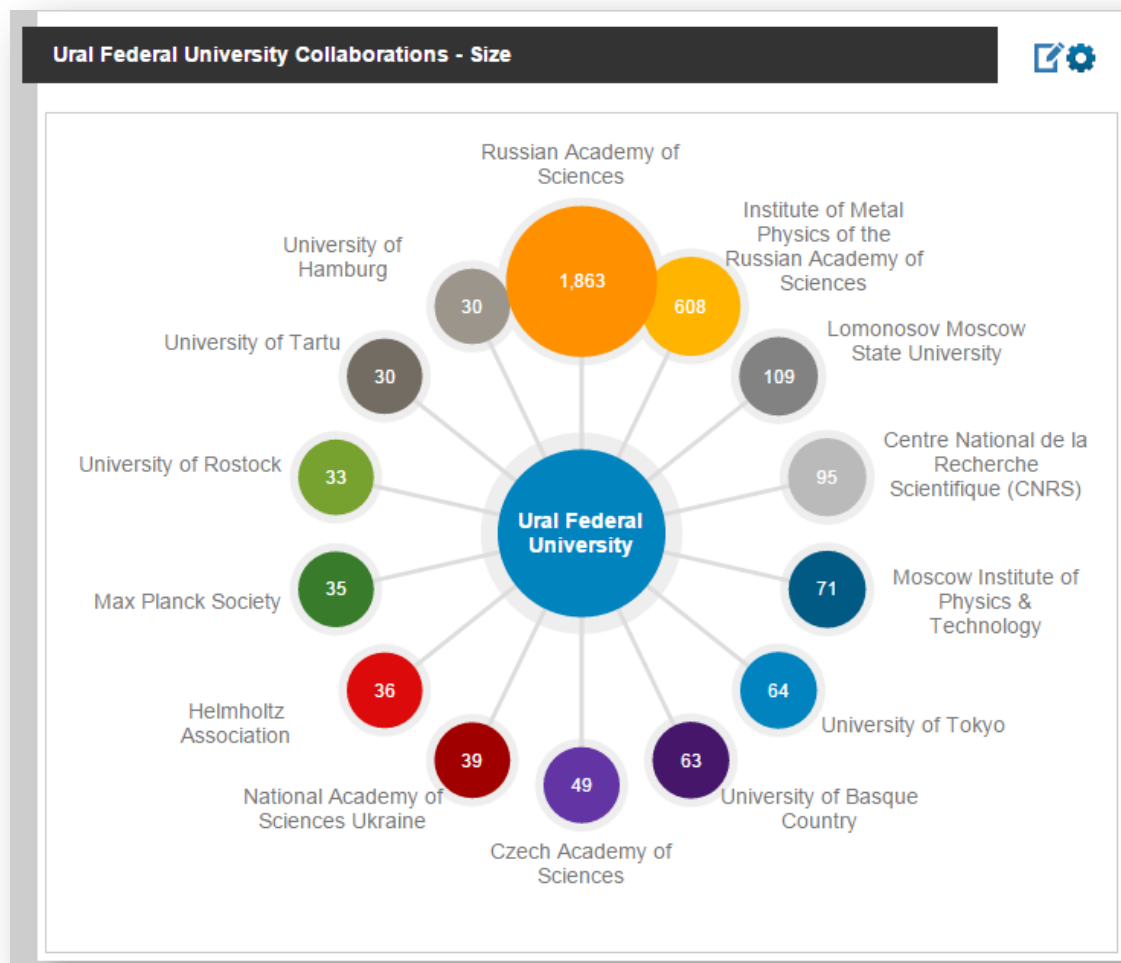 Ural Federal University Collaborations - Size
Russian Academy of
Sciences
1,863
Institute of Metal
Physics of the
Russian Academy of
Sciences
608
Lomonosov Moscow
State University
109
Centre National de la
Recherche
Scientifique (CNRS)
95
Moscow Institute of
Physics &
Technology
71
University of Tokyo
64
University of Basque
Country
63
Czech Academy of
Sciences
49
National Academy of
Sciences Ukraine
39
Helmholtz
Association
36
Max Planck Society
35
University of Rostock
33
University of Tartu
30
University of
Hamburg
30
Ural Federal
University